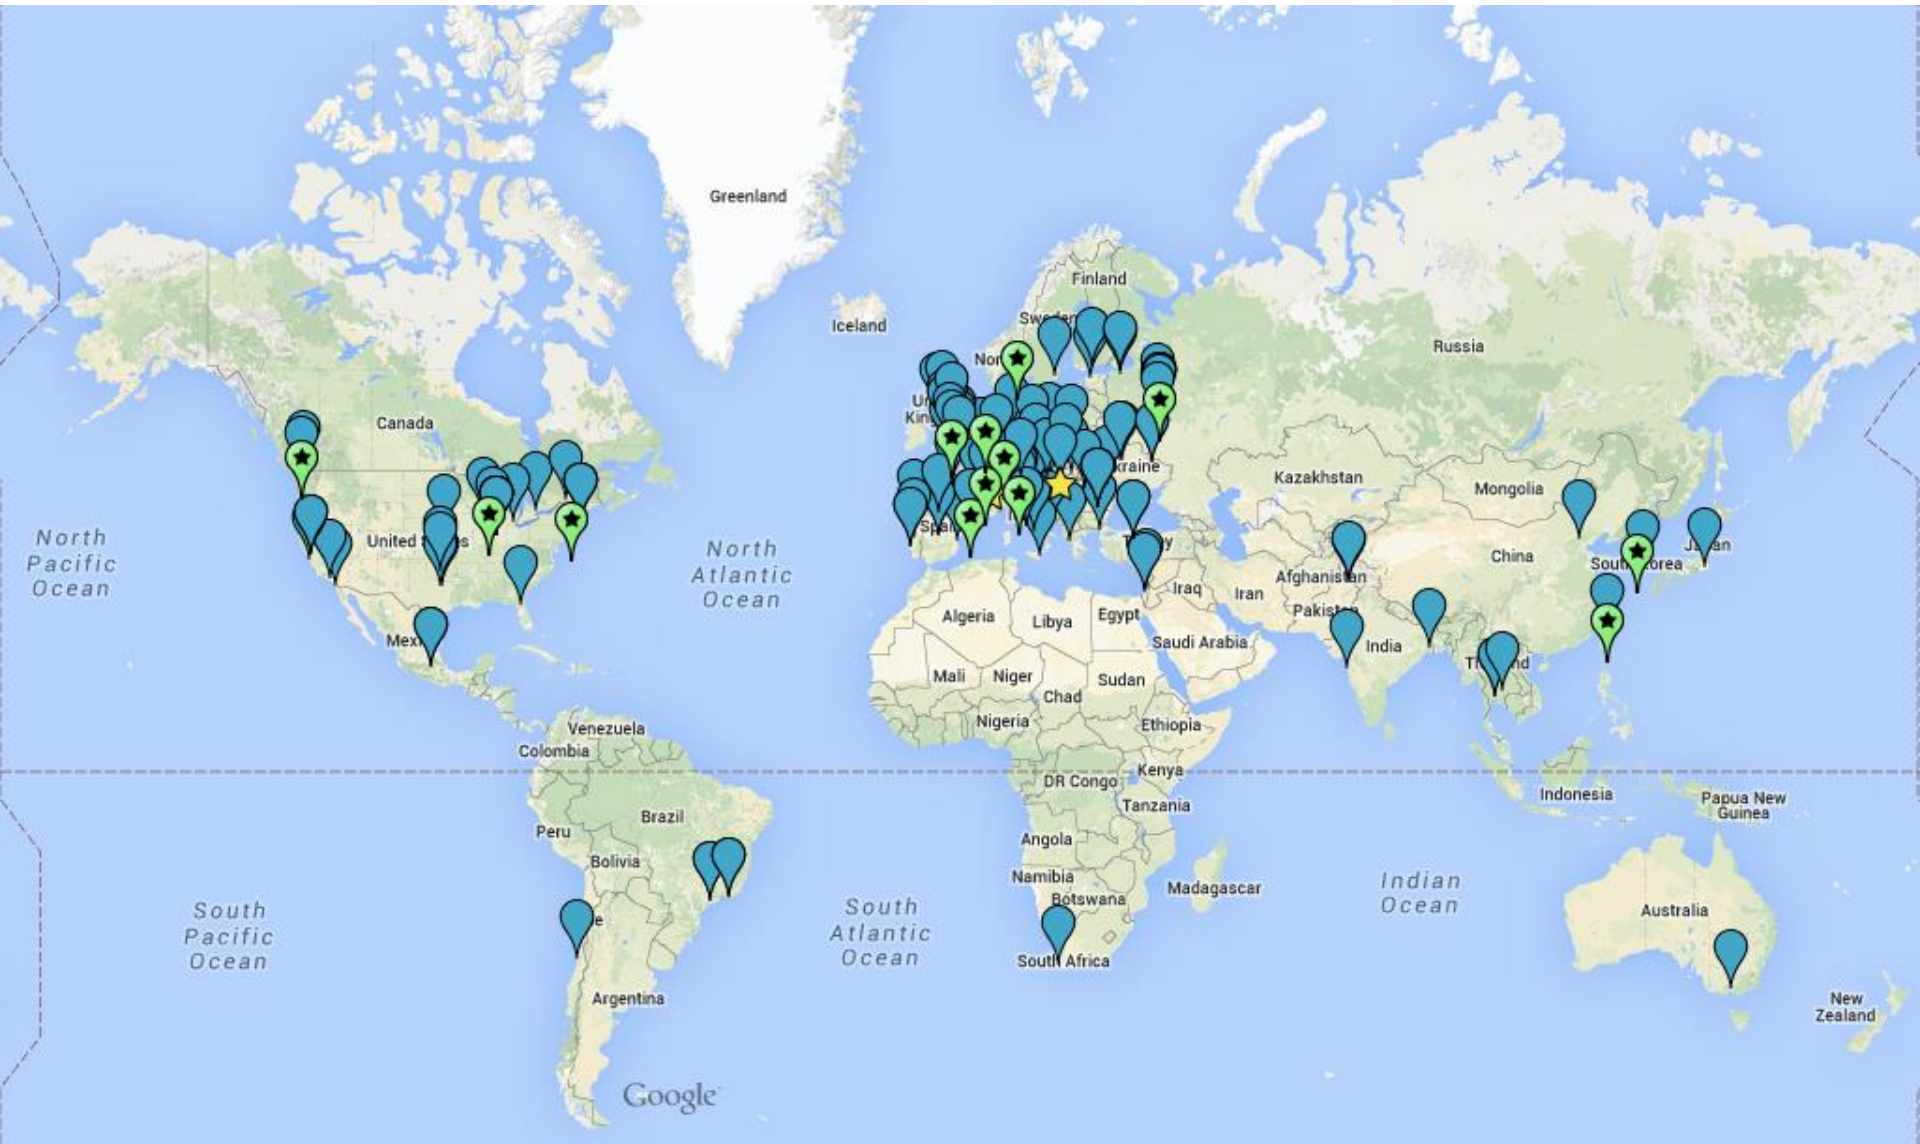 Greenland
Finland
Iceland
Russia
Canada
Kazakhstan
Mongolia
North
Pacific
Ocean
North
Atlantic
Ocean
United
China
Afghanistan
Iraq
Iran
Algeria
Libya
Egypt
Saudi Arabia
India
Mali
Niger
Chad
Sudan
Nigeria
Ethiopia
Venezuela
Colombia
DR Congo
Kenya
Tanzania
Indonesia
Papua New
Guinea
Brazil
Peru
Bolivia
Angola
Namibia
Botswana
Madagascar
Indian
Ocean
Australia
South
Pacific
Ocean
South
Atlantic
Ocean
South Africa
Argentina
New
Zealand
Google